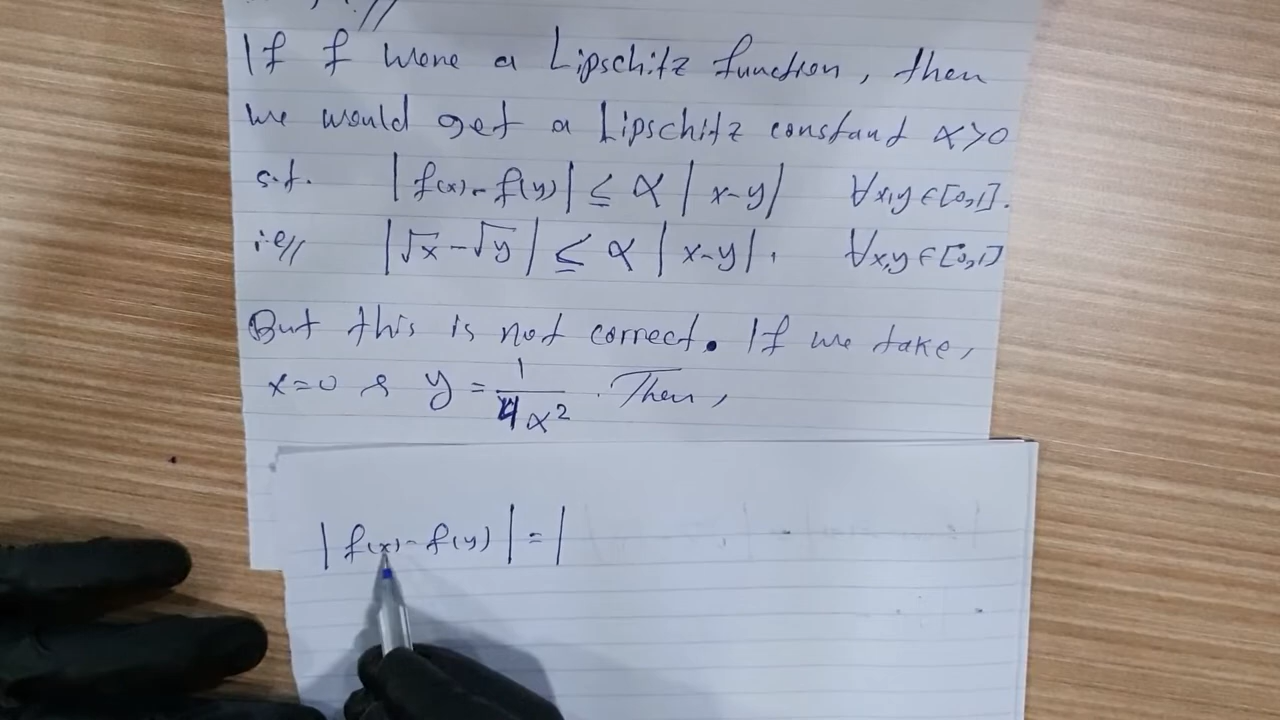 If f were a Lipschitz function, then
we would get a Lipschitz constant α>0
s.t. |f(x)-f(y)| ≤ α |x-y| ∀x,y ∈[0,1].
i.e// |√x-√y| ≤ α |x-y|. ∀x,y ∈[0,1]
But this is not correct. If we take,
x=0 & y = 1/4α². Then,
|f(x)-f(y)| = |